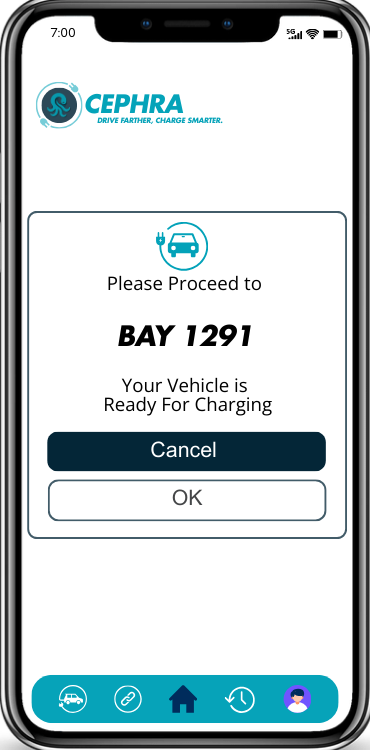 7:00
5G
CEPHRA
DRIVE FARTHER, CHARGE SMARTER.
Please Proceed to
BAY 1291
Your Vehicle is
Ready For Charging
Cancel
OK